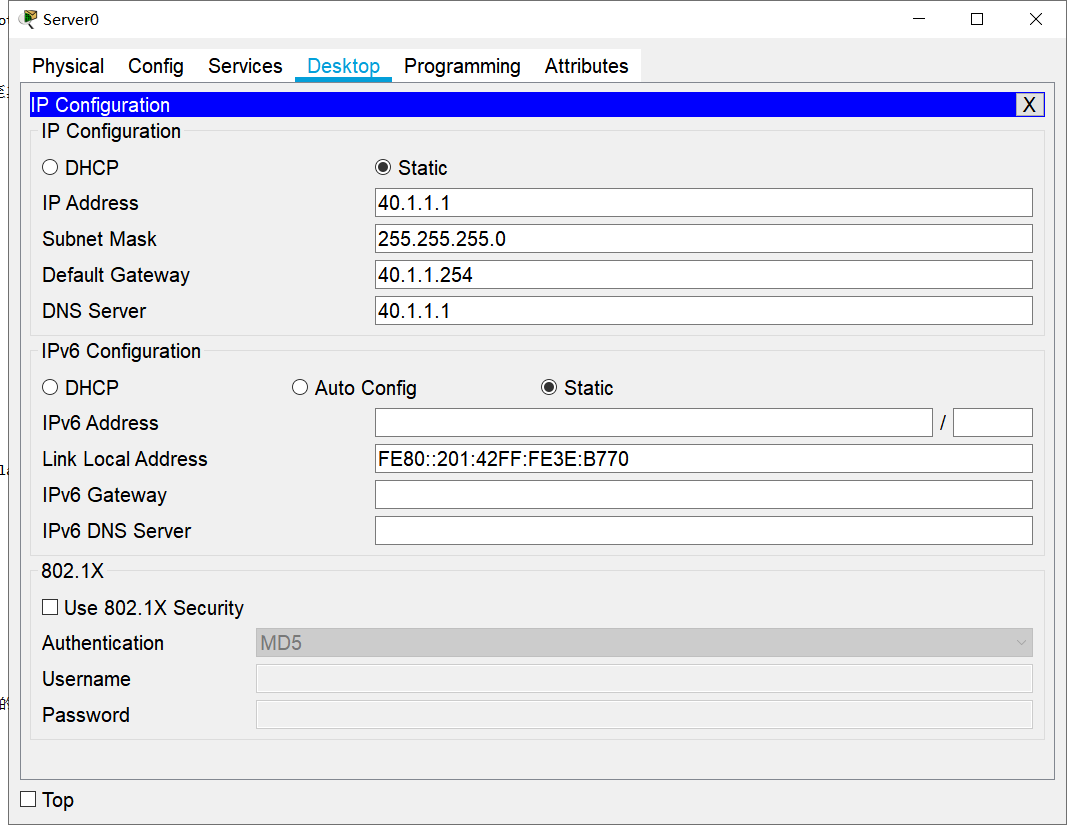 Server0
Physical Config Services Desktop Programming Attributes
IP Configuration X
IP Configuration
DHCP Static
IP Address 40.1.1.1
Subnet Mask 255.255.255.0
Default Gateway 40.1.1.254
DNS Server 40.1.1.1
IPv6 Configuration
DHCP Auto Config Static
IPv6 Address /
Link Local Address FE80::201:42FF:FE3E:B770
IPv6 Gateway
IPv6 DNS Server
802.1X
Use 802.1X Security
Authentication MD5
Username
Password
Top